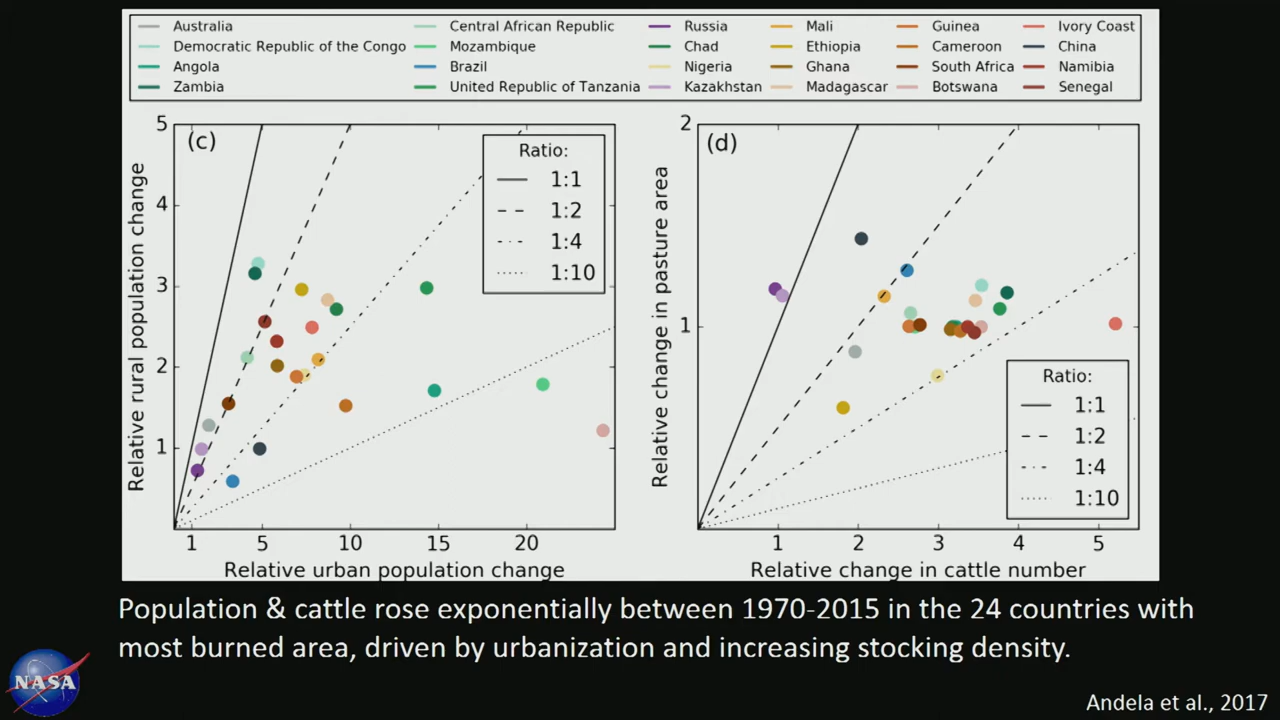 Australia Central African Republic Russia Mali Guinea Ivory Coast
Democratic Republic of the Congo Mozambique Chad Ethiopia Cameroon China
Angola Brazil Nigeria Ghana South Africa Namibia
Zambia United Republic of Tanzania Kazakhstan Madagascar Botswana Senegal
(c)
Relative rural population change
5
4
3
2
1
Ratio:
1:1
1:2
1:4
1:10
1 5 10 15 20
Relative urban population change
(d)
Relative change in pasture area
2
1
Ratio:
1:1
1:2
1:4
1:10
1 2 3 4 5
Relative change in cattle number
Population & cattle rose exponentially between 1970-2015 in the 24 countries with
most burned area, driven by urbanization and increasing stocking density.
NASA
Andela et al., 2017